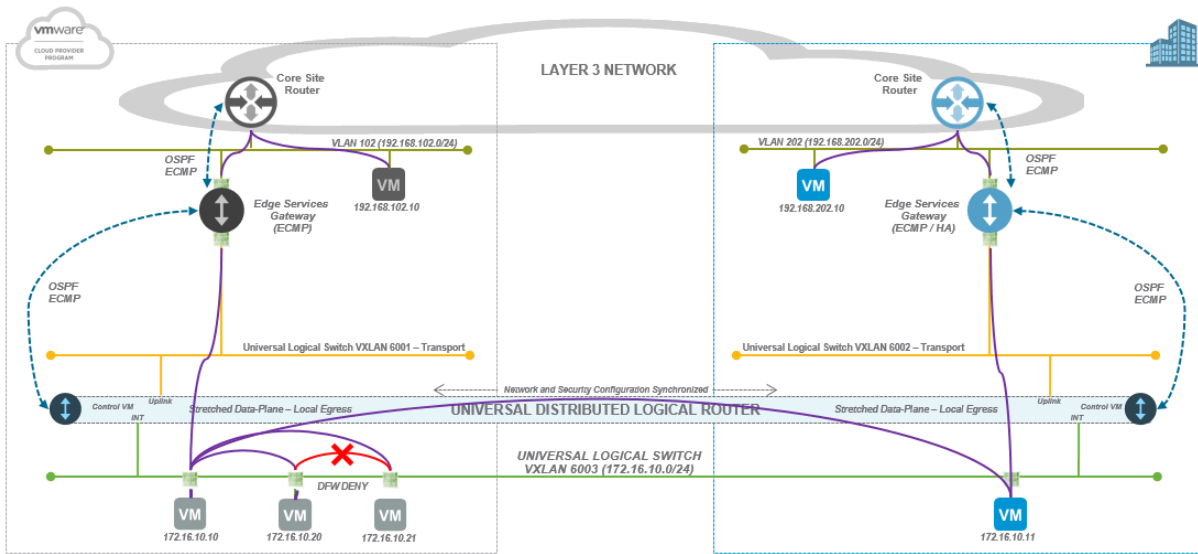 vmware
CLOUD PROVIDER
PROGRAM
LAYER 3 NETWORK
Core Site
Router
Core Site
Router
VLAN 102 (192.168.102.0/24)
VLAN 202 (192.168.202.0/24)
OSPF
ECMP
OSPF
ECMP
VM
192.168.102.10
VM
192.168.202.10
Edge Services
Gateway
(ECMP)
Edge Services
Gateway
(ECMP / HA)
OSPF
ECMP
OSPF
ECMP
Universal Logical Switch VXLAN 6001 – Transport
Universal Logical Switch VXLAN 6002 – Transport
Network and Security Configuration Synchronized
Control VM
Uplink
INT
Stretched Data-Plane – Local Egress
UNIVERSAL DISTRIBUTED LOGICAL ROUTER
Stretched Data-Plane – Local Egress
Uplink
Control VM
INT
UNIVERSAL LOGICAL SWITCH
VXLAN 6003 (172.16.10.0/24)
DFW DENY
VM
172.16.10.10
VM
172.16.10.20
VM
172.16.10.21
VM
172.16.10.11